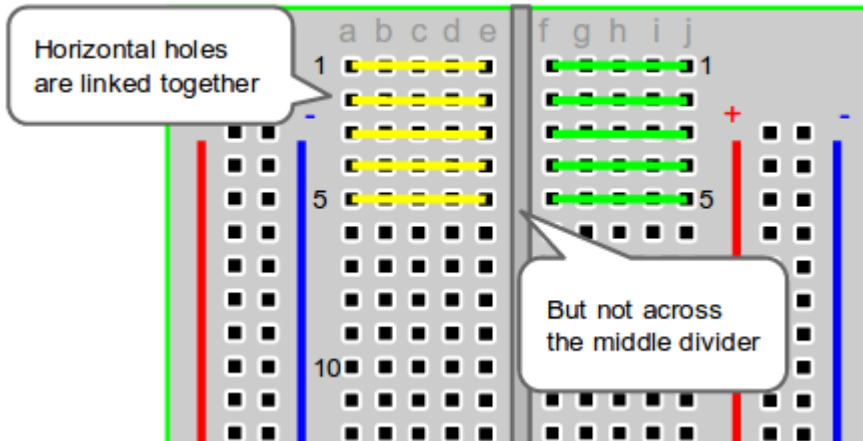 Horizontal holes
are linked together
a b c d e f g h i j
1 1
- + -
5 5
But not across
the middle divider
10